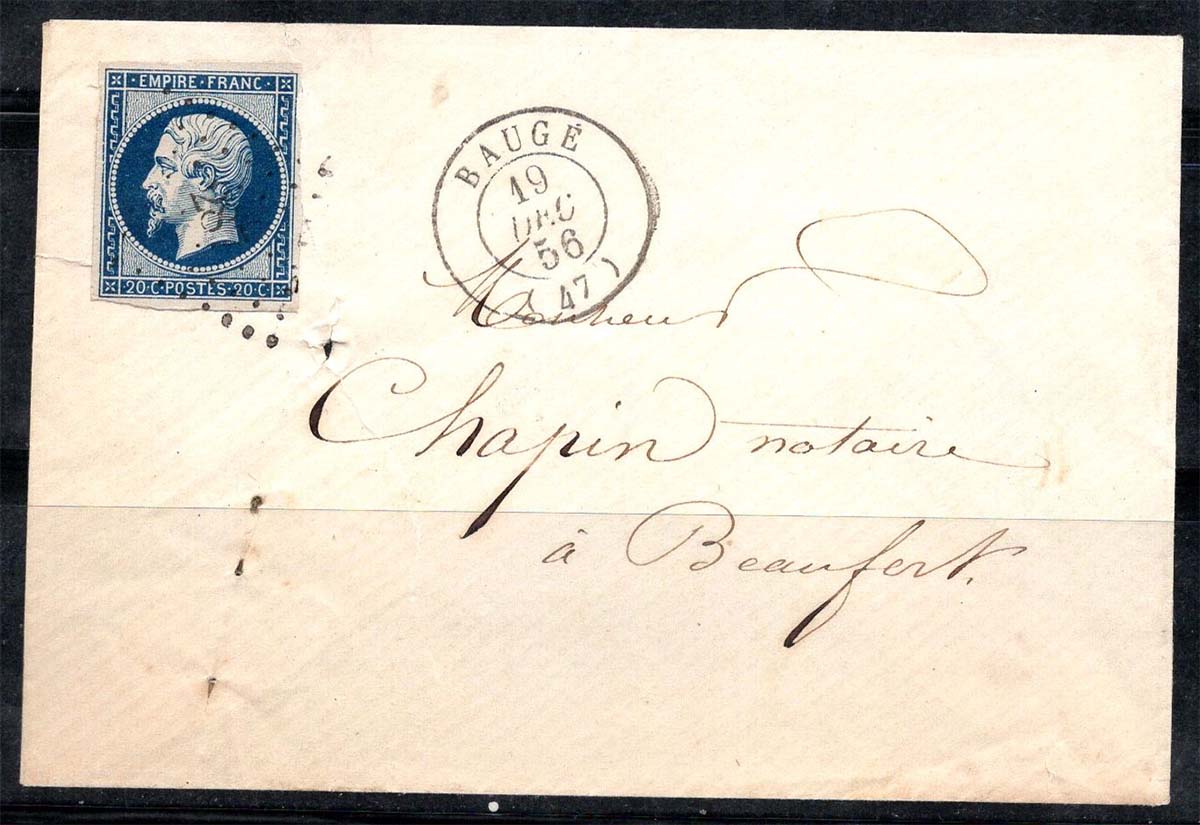 EMPIRE · FRANC
20·C·POSTES·20·C
BAUGÉ
19
DEC
56
( 47 )
Monsieur
Chapin notaire
à Beaufort.